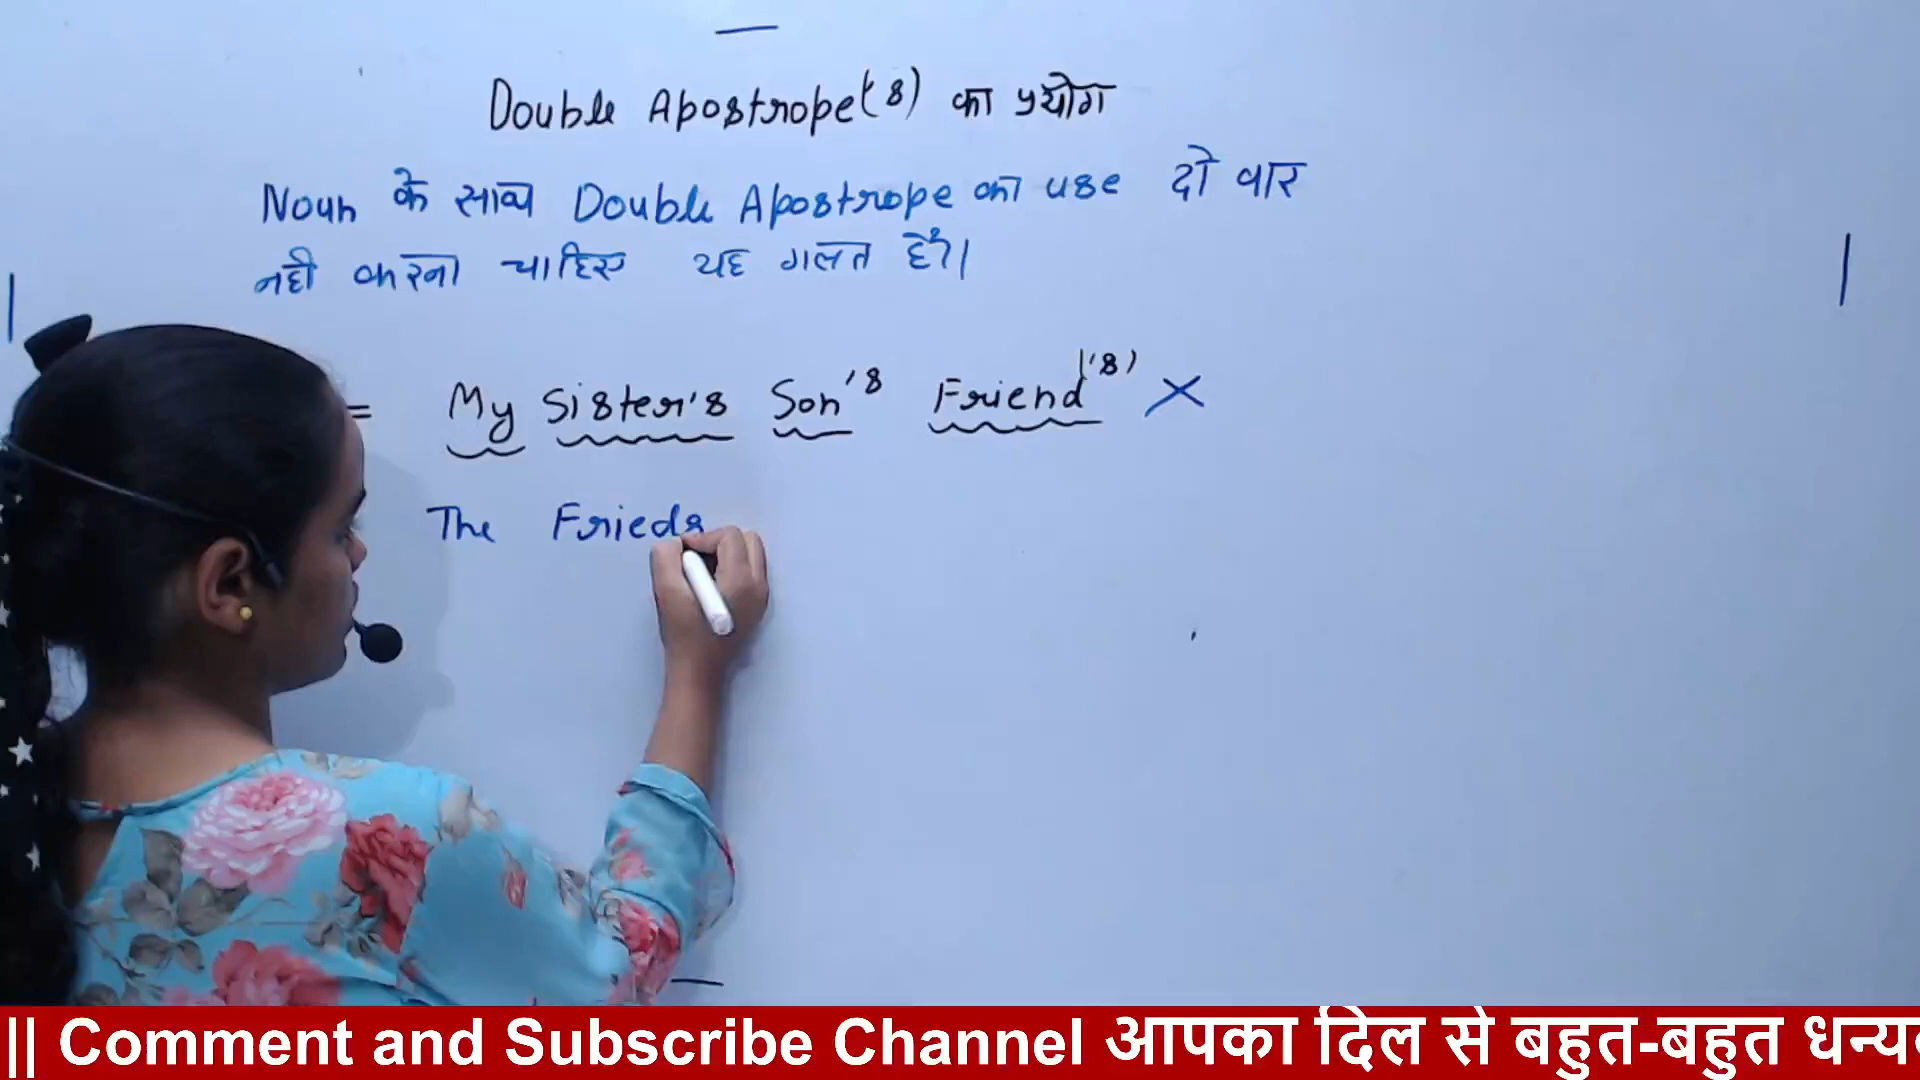 Double Apostrope('s) का प्रयोग
Noun के साथ Double Apostrope का use दो वार
नही करना चाहिए यह गलत हैं।
= My Sister's Son's Friend('s) ×
The Frieds
|| Comment and Subscribe Channel आपका दिल से बहुत-बहुत